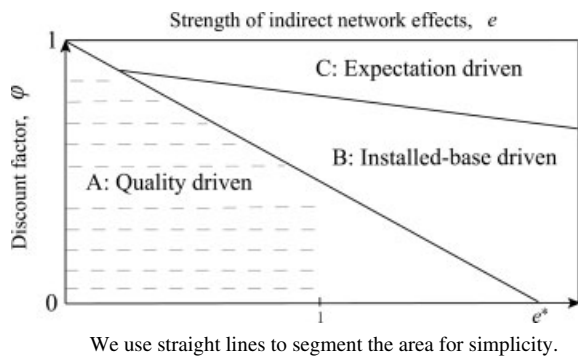 Strength of indirect network effects, e
1
C: Expectation driven
Discount factor, φ
B: Installed-base driven
A: Quality driven
0
1
e*
We use straight lines to segment the area for simplicity.